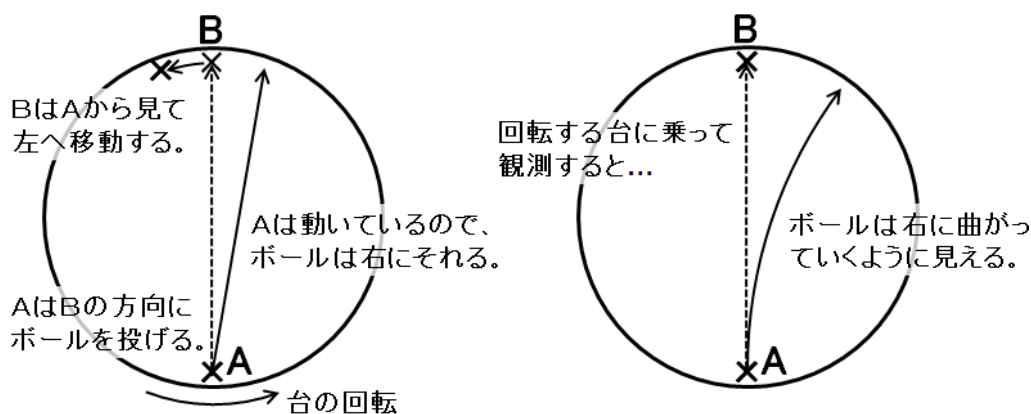 B
BはAから見て
左へ移動する。
Aは動いているので、
ボールは右にそれる。
AはBの方向に
ボールを投げる。
A
台の回転
B
回転する台に乗って
観測すると...
ボールは右に曲がっ
ていくように見える。
A